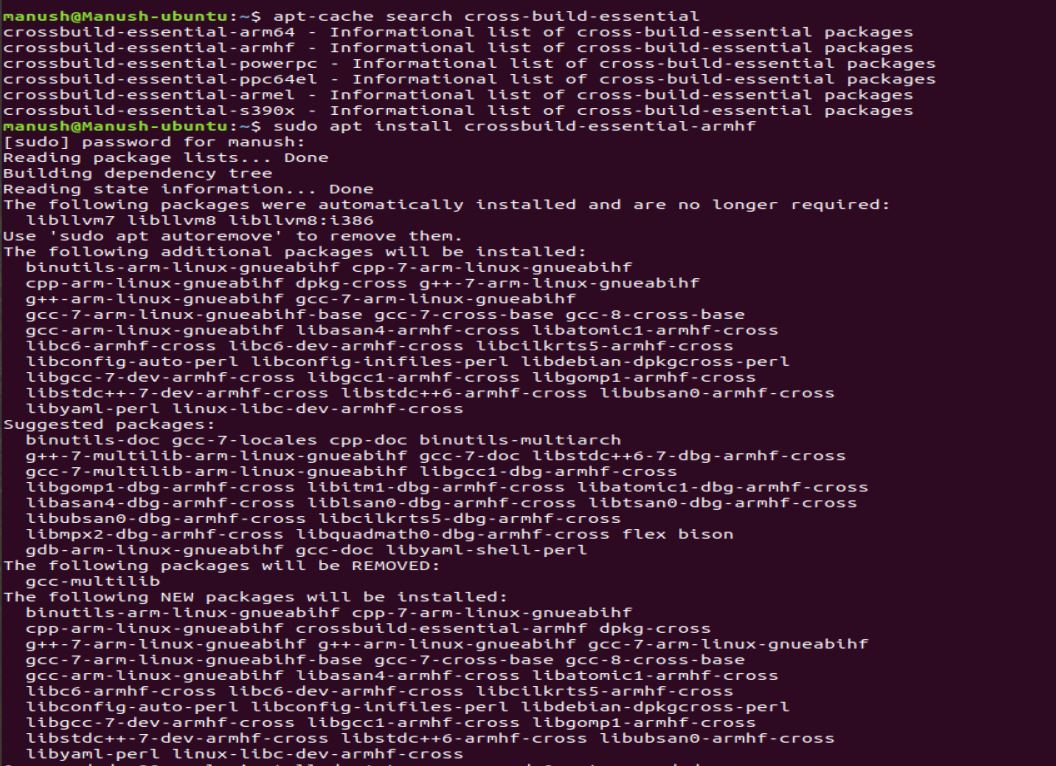 manush@Manush-ubuntu:~$ apt-cache search cross-build-essential
crossbuild-essential-arm64 - Informational list of cross-build-essential packages
crossbuild-essential-armhf - Informational list of cross-build-essential packages
crossbuild-essential-powerpc - Informational list of cross-build-essential packages
crossbuild-essential-ppc64el - Informational list of cross-build-essential packages
crossbuild-essential-armel - Informational list of cross-build-essential packages
crossbuild-essential-s390x - Informational list of cross-build-essential packages
manush@Manush-ubuntu:~$ sudo apt install crossbuild-essential-armhf
[sudo] password for manush:
Reading package lists... Done
Building dependency tree
Reading state information... Done
The following packages were automatically installed and are no longer required:
  libllvm7 libllvm8 libllvm8:i386
Use 'sudo apt autoremove' to remove them.
The following additional packages will be installed:
  binutils-arm-linux-gnueabihf cpp-7-arm-linux-gnueabihf
  cpp-arm-linux-gnueabihf dpkg-cross g++-7-arm-linux-gnueabihf
  g++-arm-linux-gnueabihf gcc-7-arm-linux-gnueabihf
  gcc-7-arm-linux-gnueabihf-base gcc-7-cross-base gcc-8-cross-base
  gcc-arm-linux-gnueabihf libasan4-armhf-cross libatomic1-armhf-cross
  libc6-armhf-cross libc6-dev-armhf-cross libcilkrts5-armhf-cross
  libconfig-auto-perl libconfig-inifiles-perl libdebian-dpkgcross-perl
  libgcc-7-dev-armhf-cross libgcc1-armhf-cross libgomp1-armhf-cross
  libstdc++-7-dev-armhf-cross libstdc++6-armhf-cross libubsan0-armhf-cross
  libyaml-perl linux-libc-dev-armhf-cross
Suggested packages:
  binutils-doc gcc-7-locales cpp-doc binutils-multiarch
  g++-7-multilib-arm-linux-gnueabihf gcc-7-doc libstdc++6-7-dbg-armhf-cross
  gcc-7-multilib-arm-linux-gnueabihf libgcc1-dbg-armhf-cross
  libgomp1-dbg-armhf-cross libitm1-dbg-armhf-cross libatomic1-dbg-armhf-cross
  libasan4-dbg-armhf-cross liblsan0-dbg-armhf-cross libtsan0-dbg-armhf-cross
  libubsan0-dbg-armhf-cross libcilkrts5-dbg-armhf-cross
  libmpx2-dbg-armhf-cross libquadmath0-dbg-armhf-cross flex bison
  gdb-arm-linux-gnueabihf gcc-doc libyaml-shell-perl
The following packages will be REMOVED:
  gcc-multilib
The following NEW packages will be installed:
  binutils-arm-linux-gnueabihf cpp-7-arm-linux-gnueabihf
  cpp-arm-linux-gnueabihf crossbuild-essential-armhf dpkg-cross
  g++-7-arm-linux-gnueabihf g++-arm-linux-gnueabihf gcc-7-arm-linux-gnueabihf
  gcc-7-arm-linux-gnueabihf-base gcc-7-cross-base gcc-8-cross-base
  gcc-arm-linux-gnueabihf libasan4-armhf-cross libatomic1-armhf-cross
  libc6-armhf-cross libc6-dev-armhf-cross libcilkrts5-armhf-cross
  libconfig-auto-perl libconfig-inifiles-perl libdebian-dpkgcross-perl
  libgcc-7-dev-armhf-cross libgcc1-armhf-cross libgomp1-armhf-cross
  libstdc++-7-dev-armhf-cross libstdc++6-armhf-cross libubsan0-armhf-cross
  libyaml-perl linux-libc-dev-armhf-cross